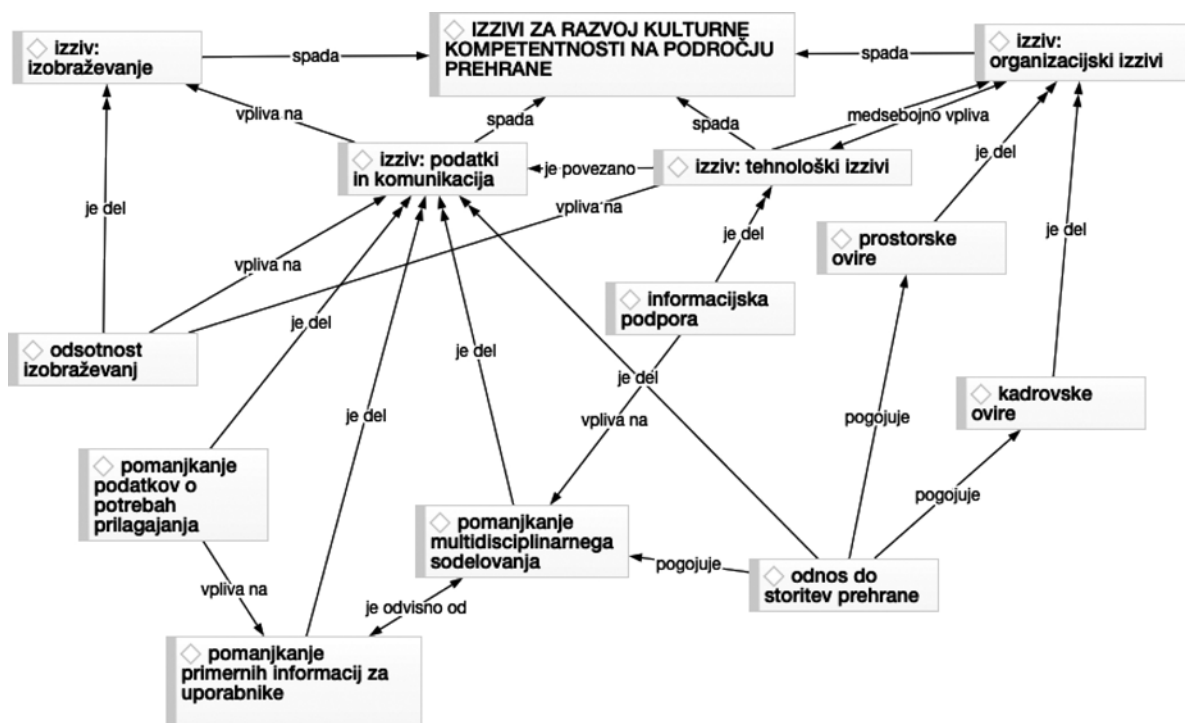 izziv:
izobraževanje
spada
IZZIVI ZA RAZVOJ KULTURNE
KOMPETENTNOSTI NA PODROČJU
PREHRANE
spada
izziv:
organizacijski izzivi
vpliva na
spada
spada
medsebojno vpliva
izziv: podatki
in komunikacija
je povezano
izziv: tehnološki izzivi
je del
je del
vpliva na
je del
je del
prostorske
ovire
vpliva na
informacijska
podpora
je del
odsotnost
izobraževanj
je del
je del
kadrovske
ovire
je del
vpliva na
pogojuje
pomanjkanje
podatkov o
potrebah
prilagajanja
pogojuje
pomanjkanje
multidisciplinarnega
sodelovanja
pogojuje
odnos do
storitev prehrane
vpliva na
je odvisno od
pomanjkanje
primernih informacij za
uporabnike